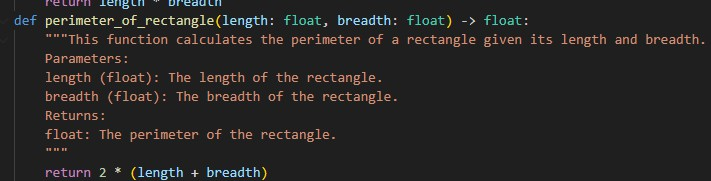 return length * breadth
def perimeter_of_rectangle(length: float, breadth: float) -> float:
"""This function calculates the perimeter of a rectangle given its length and breadth.
Parameters:
length (float): The length of the rectangle.
breadth (float): The breadth of the rectangle.
Returns:
float: The perimeter of the rectangle.
"""
return 2 * (length + breadth)